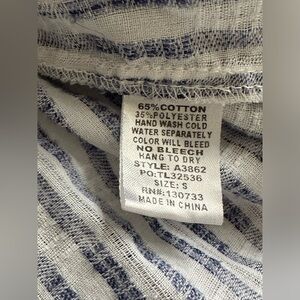 65%COTTON
35%POLYESTER
HAND WASH COLD
WATER SEPARATELY
COLOR WILL BLEED
NO BLEECH
HANG TO DRY
STYLE: A3862
PO:TL32536
SIZE: S
RN#:130733
MADE IN CHINA